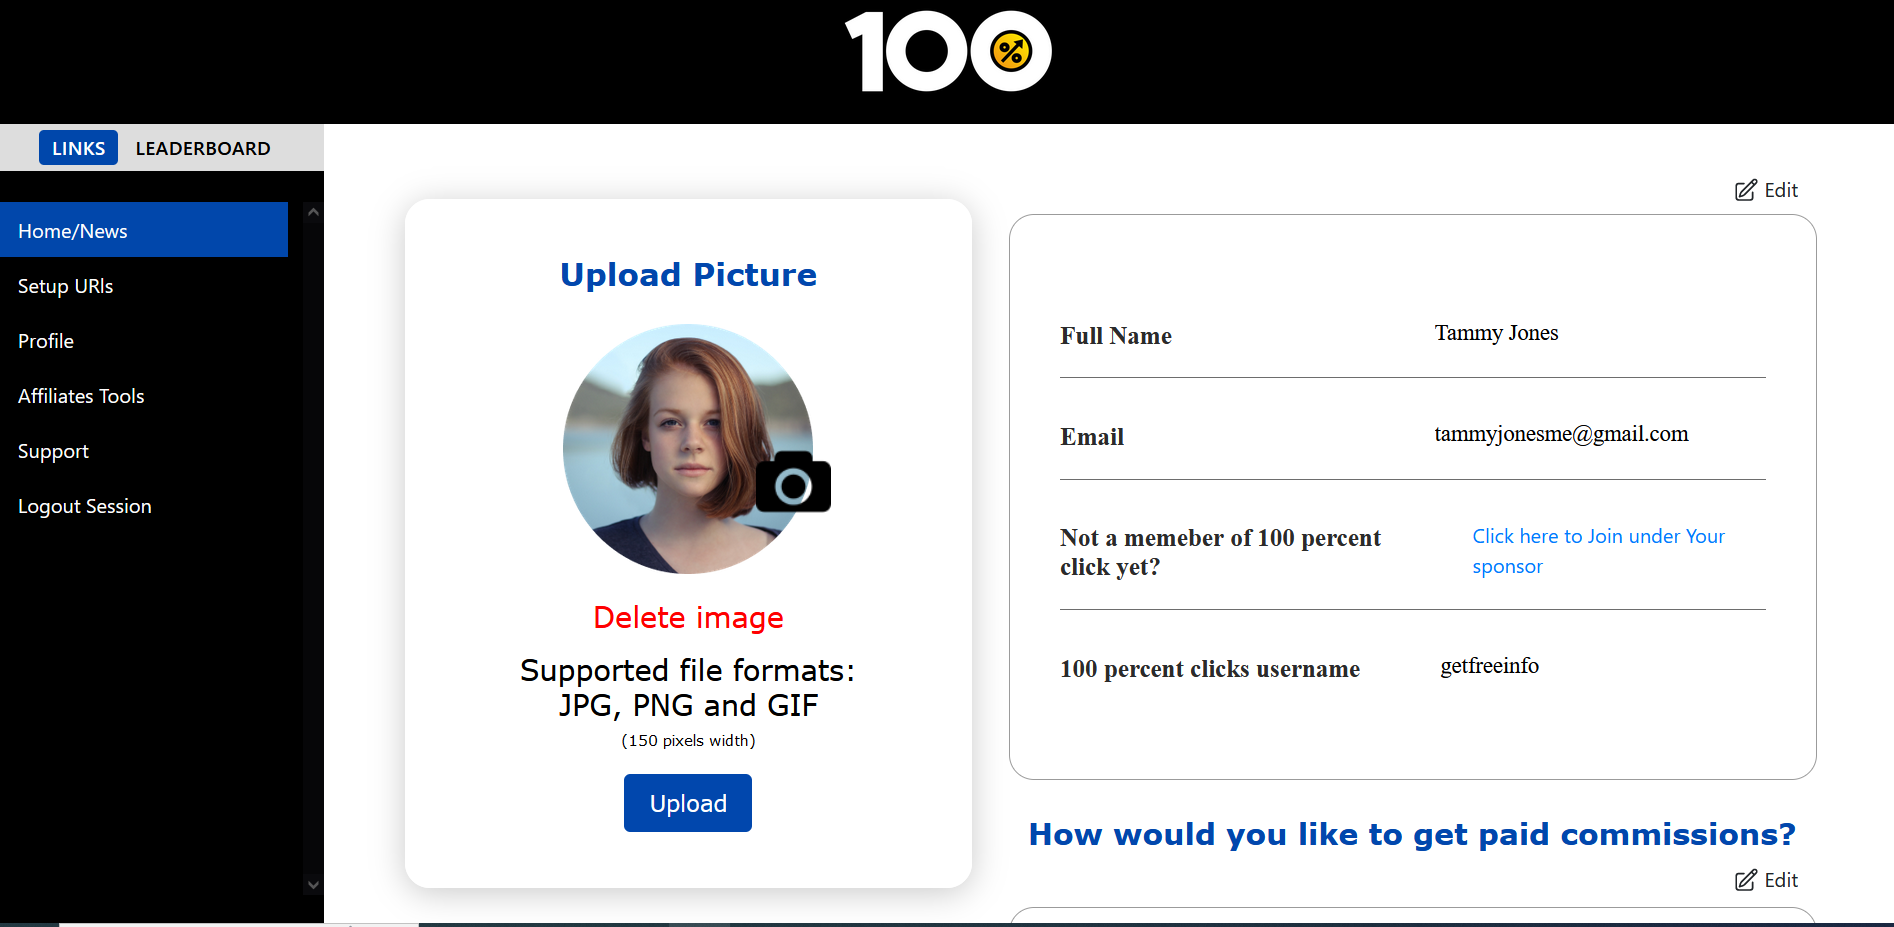 100
LINKS LEADERBOARD
Home/News
Setup URls
Profile
Affiliates Tools
Support
Logout Session
Upload Picture
Delete image
Supported file formats:
JPG, PNG and GIF
(150 pixels width)
Upload
Edit
Full Name Tammy Jones
Email tammyjonesme@gmail.com
Not a memeber of 100 percent
click yet?
Click here to Join under Your
sponsor
100 percent clicks username getfreeinfo
How would you like to get paid commissions?
Edit